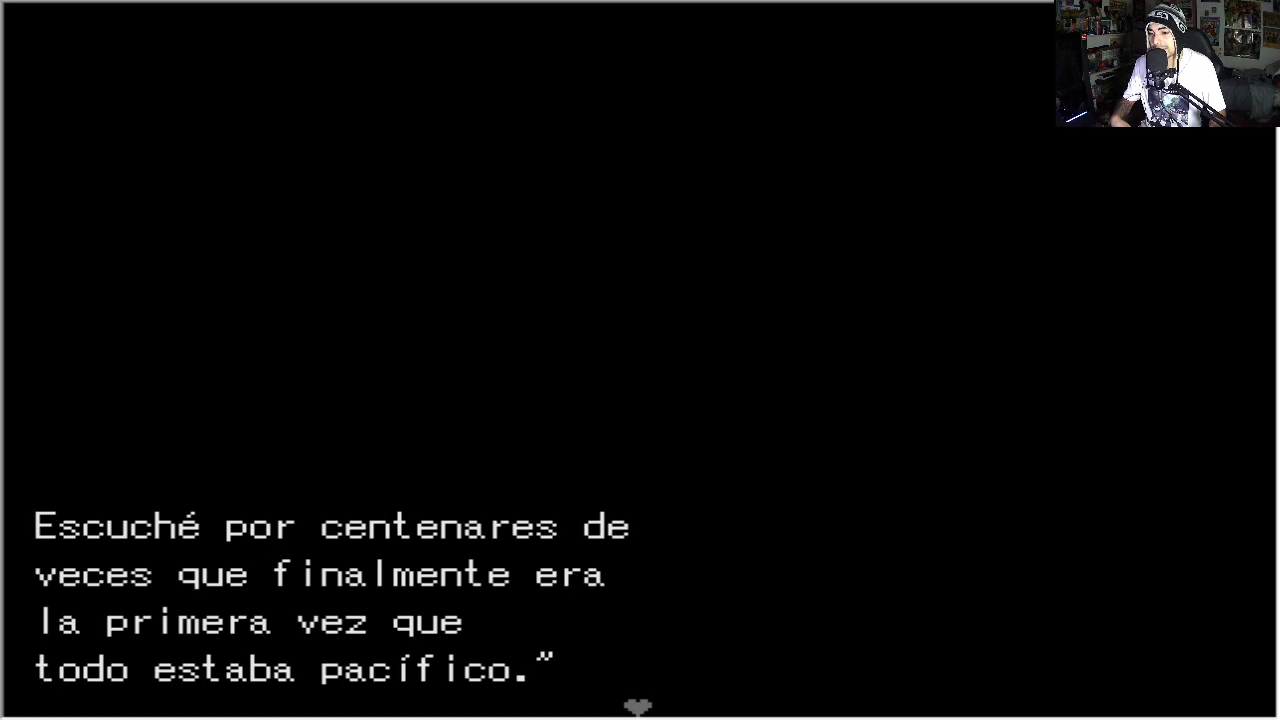 Escuché por centenares de
veces que finalmente era
la primera vez que
todo estaba pacífico.”